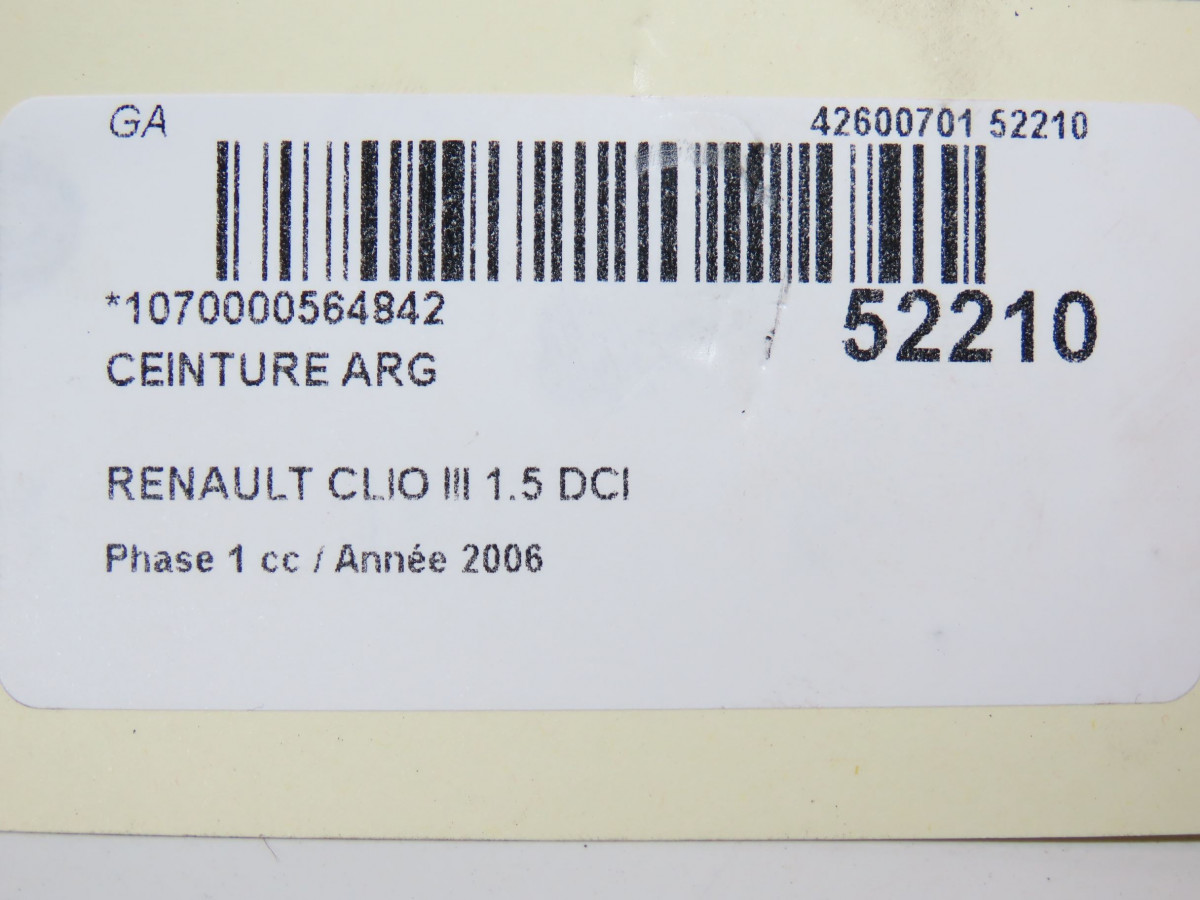 GA 42600701 52210
*1070000564842 52210
CEINTURE ARG
RENAULT CLIO III 1.5 DCI
Phase 1 cc / Année 2006